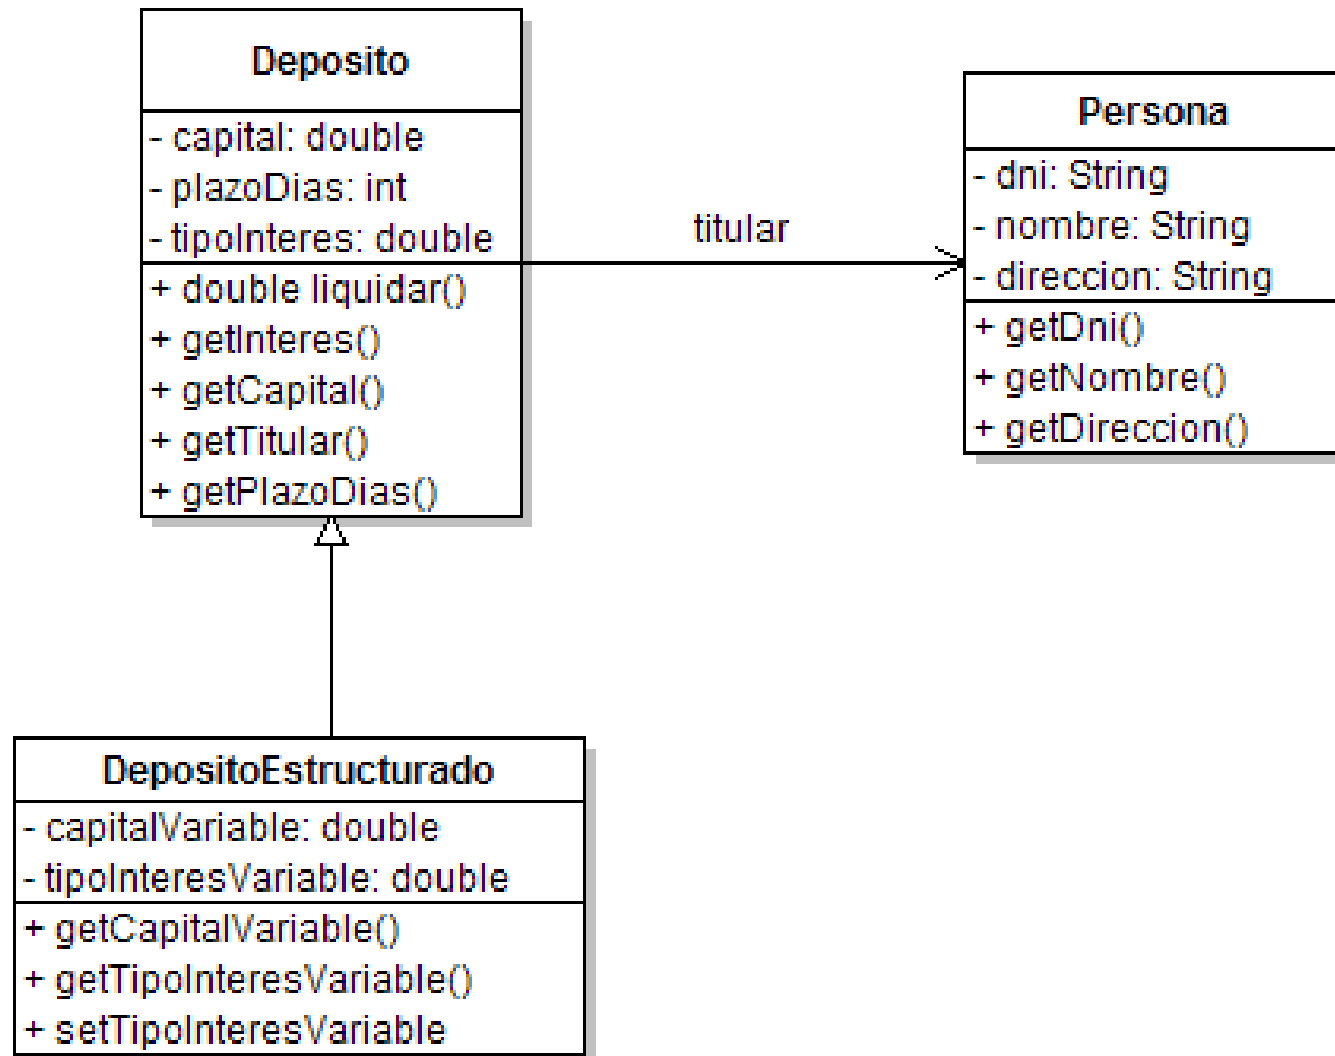 Deposito
- capital: double
- plazoDias: int
- tipoInteres: double
+ double liquidar()
+ getInteres()
+ getCapital()
+ getTitular()
+ getPlazoDias()
titular
Persona
- dni: String
- nombre: String
- direccion: String
+ getDni()
+ getNombre()
+ getDireccion()
DepositoEstructurado
- capitalVariable: double
- tipoInteresVariable: double
+ getCapitalVariable()
+ getTipoInteresVariable()
+ setTipoInteresVariable